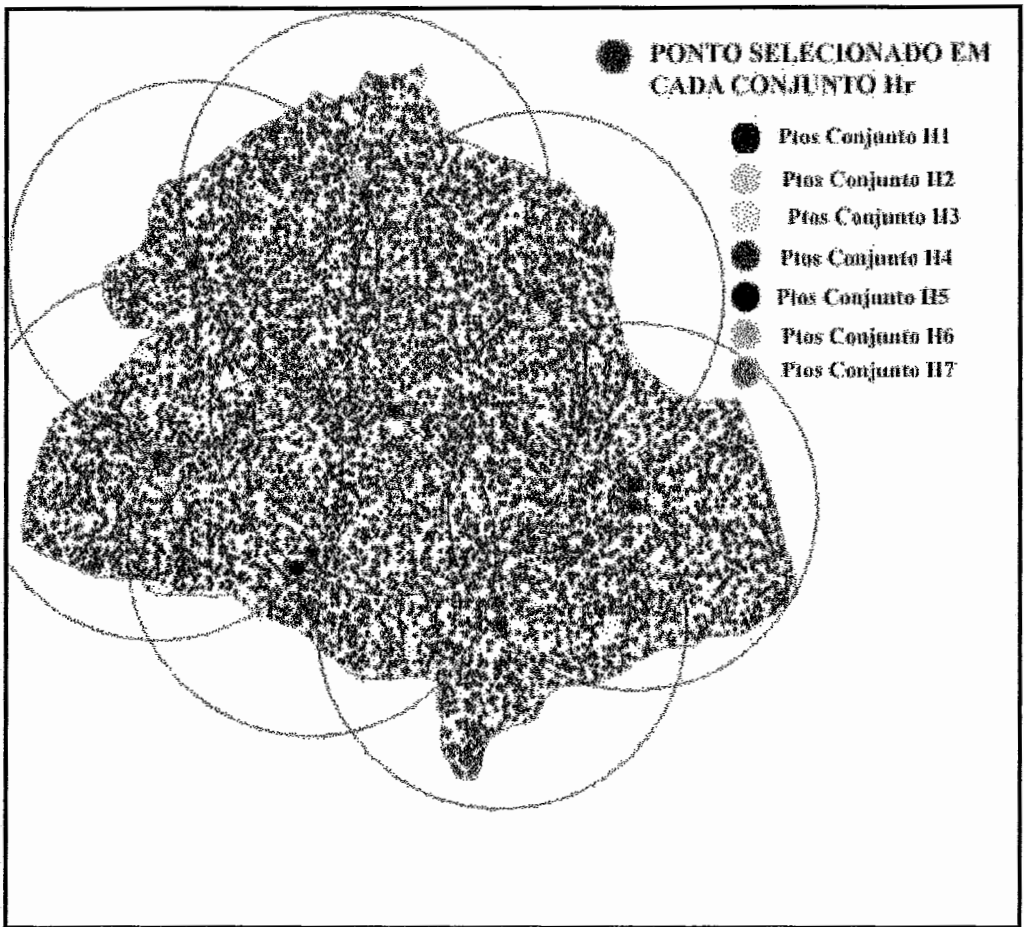 PONTO SELECIONADO EM
CADA CONJUNTO Hr
Ptos Conjunto H1
Ptos Conjunto H2
Ptos Conjunto H3
Ptos Conjunto H4
Ptos Conjunto H5
Ptos Conjunto H6
Ptos Conjunto H7